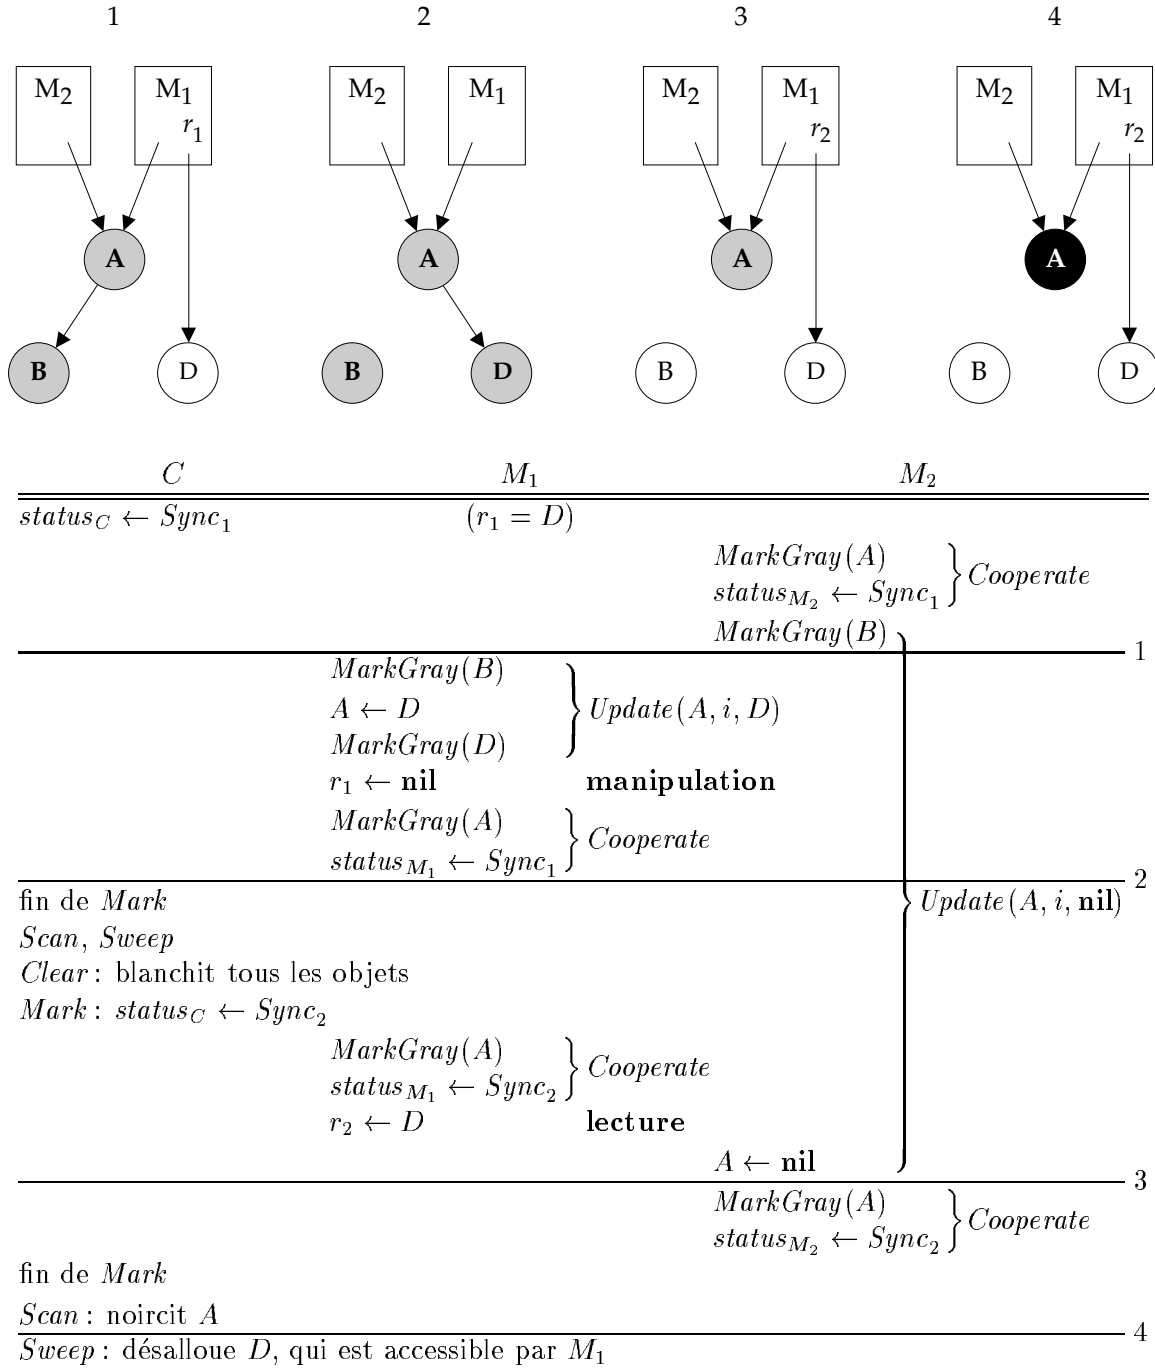 1 2 3 4
M2 M1 M2 M1 M2 M1 M2 M1
r1 r2 r2
A A A A
B D B D B D B D
C M1 M2
statusC ← Sync1 (r1 = D)
MarkGray(A)
statusM2 ← Sync1 } Cooperate
MarkGray(B)
1
MarkGray(B)
A ← D } Update(A, i, D)
MarkGray(D)
r1 ← nil manipulation
MarkGray(A)
statusM1 ← Sync1 } Cooperate
2
fin de Mark } Update(A, i, nil)
Scan, Sweep
Clear : blanchit tous les objets
Mark : statusC ← Sync2
MarkGray(A)
statusM1 ← Sync2 } Cooperate
r2 ← D lecture
A ← nil
3
MarkGray(A)
statusM2 ← Sync2 } Cooperate
fin de Mark
Scan : noircit A
4
Sweep : désalloue D, qui est accessible par M1